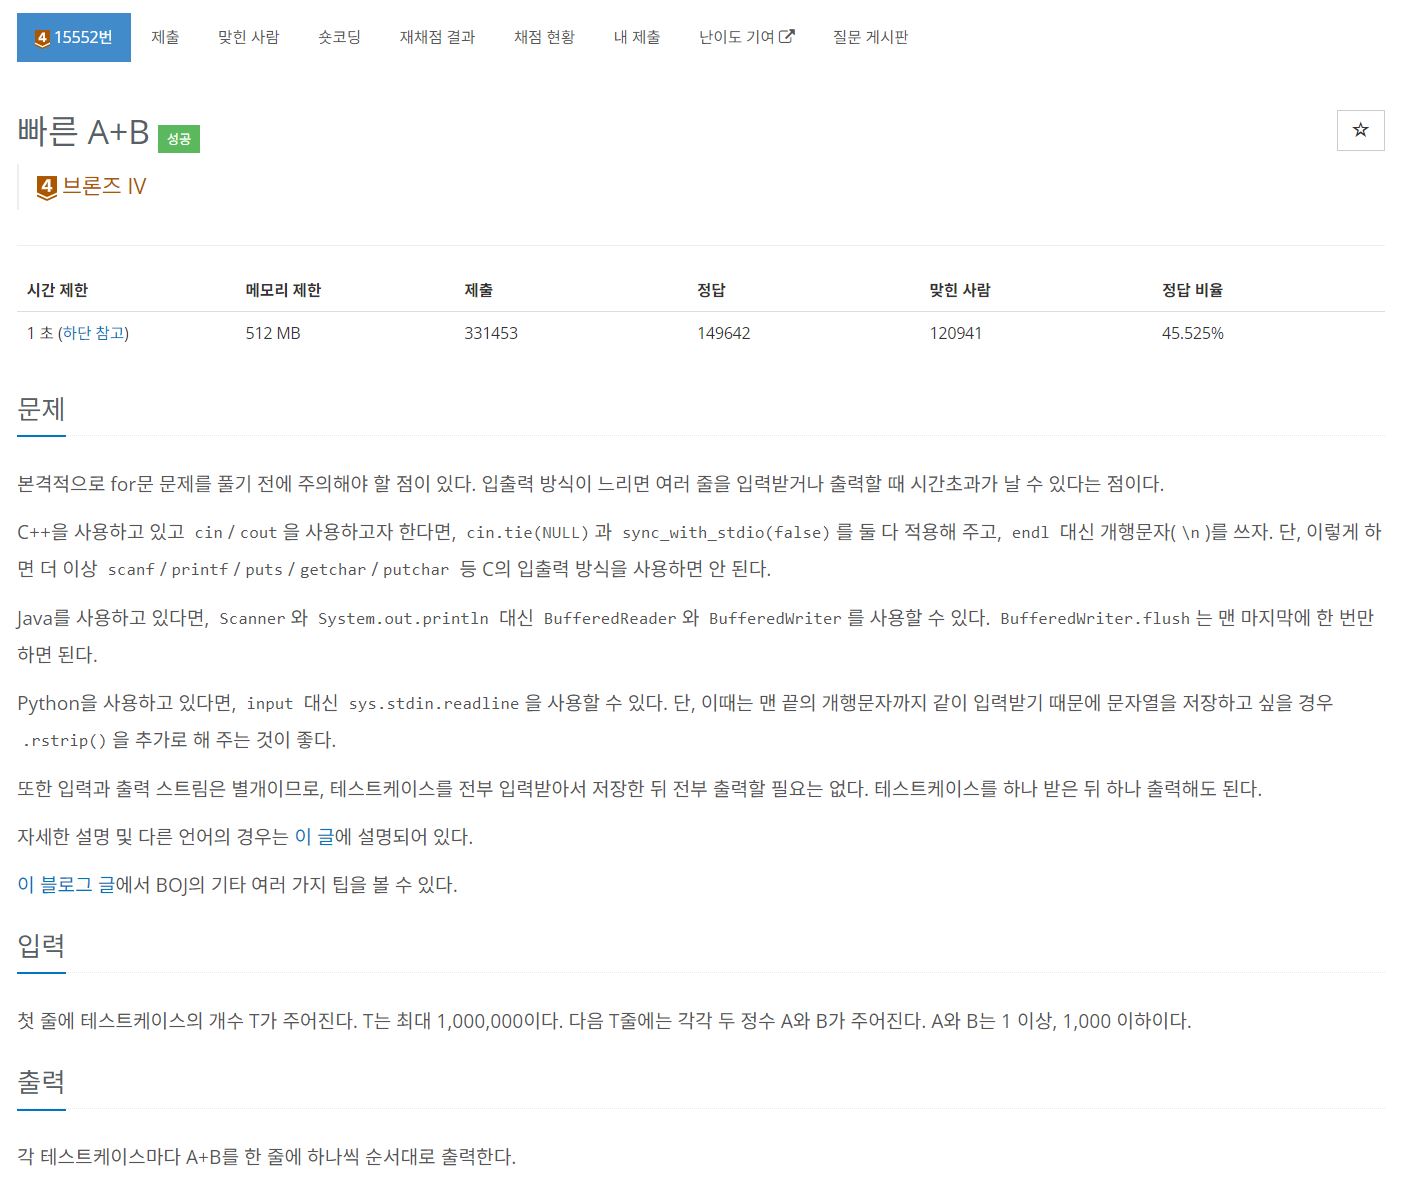 4 15552번 제출 맞힌 사람 숏코딩 재채점 결과 채점 현황 내 제출 난이도 기여 질문 게시판
빠른 A+B 성공
4 브론즈 IV
시간 제한 메모리 제한 제출 정답 맞힌 사람 정답 비율
1 초 (하단 참고) 512 MB 331453 149642 120941 45.525%
문제
본격적으로 for문 문제를 풀기 전에 주의해야 할 점이 있다. 입출력 방식이 느리면 여러 줄을 입력받거나 출력할 때 시간초과가 날 수 있다는 점이다.
C++을 사용하고 있고 cin / cout 을 사용하고자 한다면, cin.tie(NULL) 과 sync_with_stdio(false) 를 둘 다 적용해 주고, endl 대신 개행문자( \n )를 쓰자. 단, 이렇게 하
면 더 이상 scanf / printf / puts / getchar / putchar 등 C의 입출력 방식을 사용하면 안 된다.
Java를 사용하고 있다면, Scanner 와 System.out.println 대신 BufferedReader 와 BufferedWriter 를 사용할 수 있다. BufferedWriter.flush 는 맨 마지막에 한 번만
하면 된다.
Python을 사용하고 있다면, input 대신 sys.stdin.readline 을 사용할 수 있다. 단, 이때는 맨 끝의 개행문자까지 같이 입력받기 때문에 문자열을 저장하고 싶을 경우
.rstrip() 을 추가로 해 주는 것이 좋다.
또한 입력과 출력 스트림은 별개이므로, 테스트케이스를 전부 입력받아서 저장한 뒤 전부 출력할 필요는 없다. 테스트케이스를 하나 받은 뒤 하나 출력해도 된다.
자세한 설명 및 다른 언어의 경우는 이 글에 설명되어 있다.
이 블로그 글에서 BOJ의 기타 여러 가지 팁을 볼 수 있다.
입력
첫 줄에 테스트케이스의 개수 T가 주어진다. T는 최대 1,000,000이다. 다음 T줄에는 각각 두 정수 A와 B가 주어진다. A와 B는 1 이상, 1,000 이하이다.
출력
각 테스트케이스마다 A+B를 한 줄에 하나씩 순서대로 출력한다.